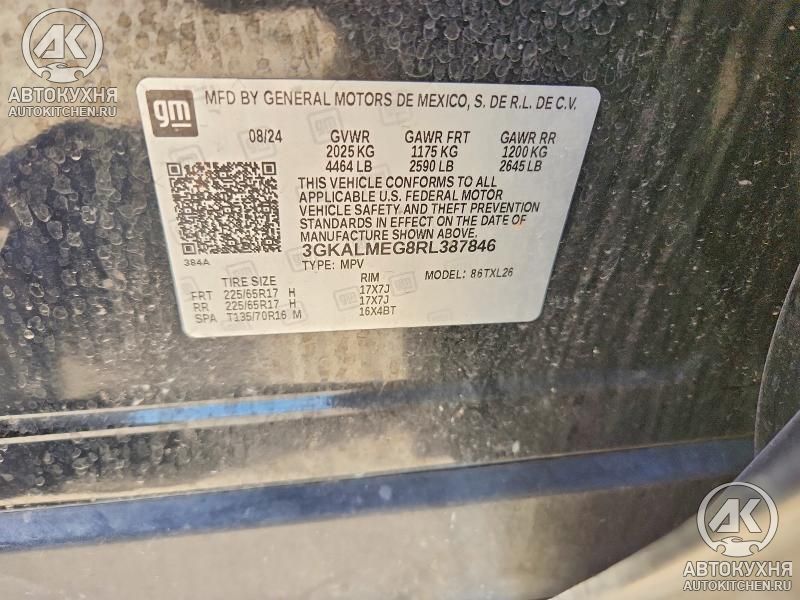 АК
АВТОКУХНЯ
AUTOKITCHEN.RU
gm
MFD BY GENERAL MOTORS DE MEXICO, S. DE R.L. DE C.V.
08/24 GVWR GAWR FRT GAWR RR
2025 KG 1175 KG 1200 KG
4464 LB 2590 LB 2645 LB
THIS VEHICLE CONFORMS TO ALL
APPLICABLE U.S. FEDERAL MOTOR
VEHICLE SAFETY AND THEFT PREVENTION
STANDARDS IN EFFECT ON THE DATE OF
MANUFACTURE SHOWN ABOVE.
3GKALMEG8RL387846
384A
TYPE: MPV MODEL: 86TXL26
TIRE SIZE RIM
FRT 225/65R17 H 17X7J
RR 225/65R17 H 17X7J
SPA T135/70R16 M 16X4BT
АК
АВТОКУХНЯ
AUTOKITCHEN.RU